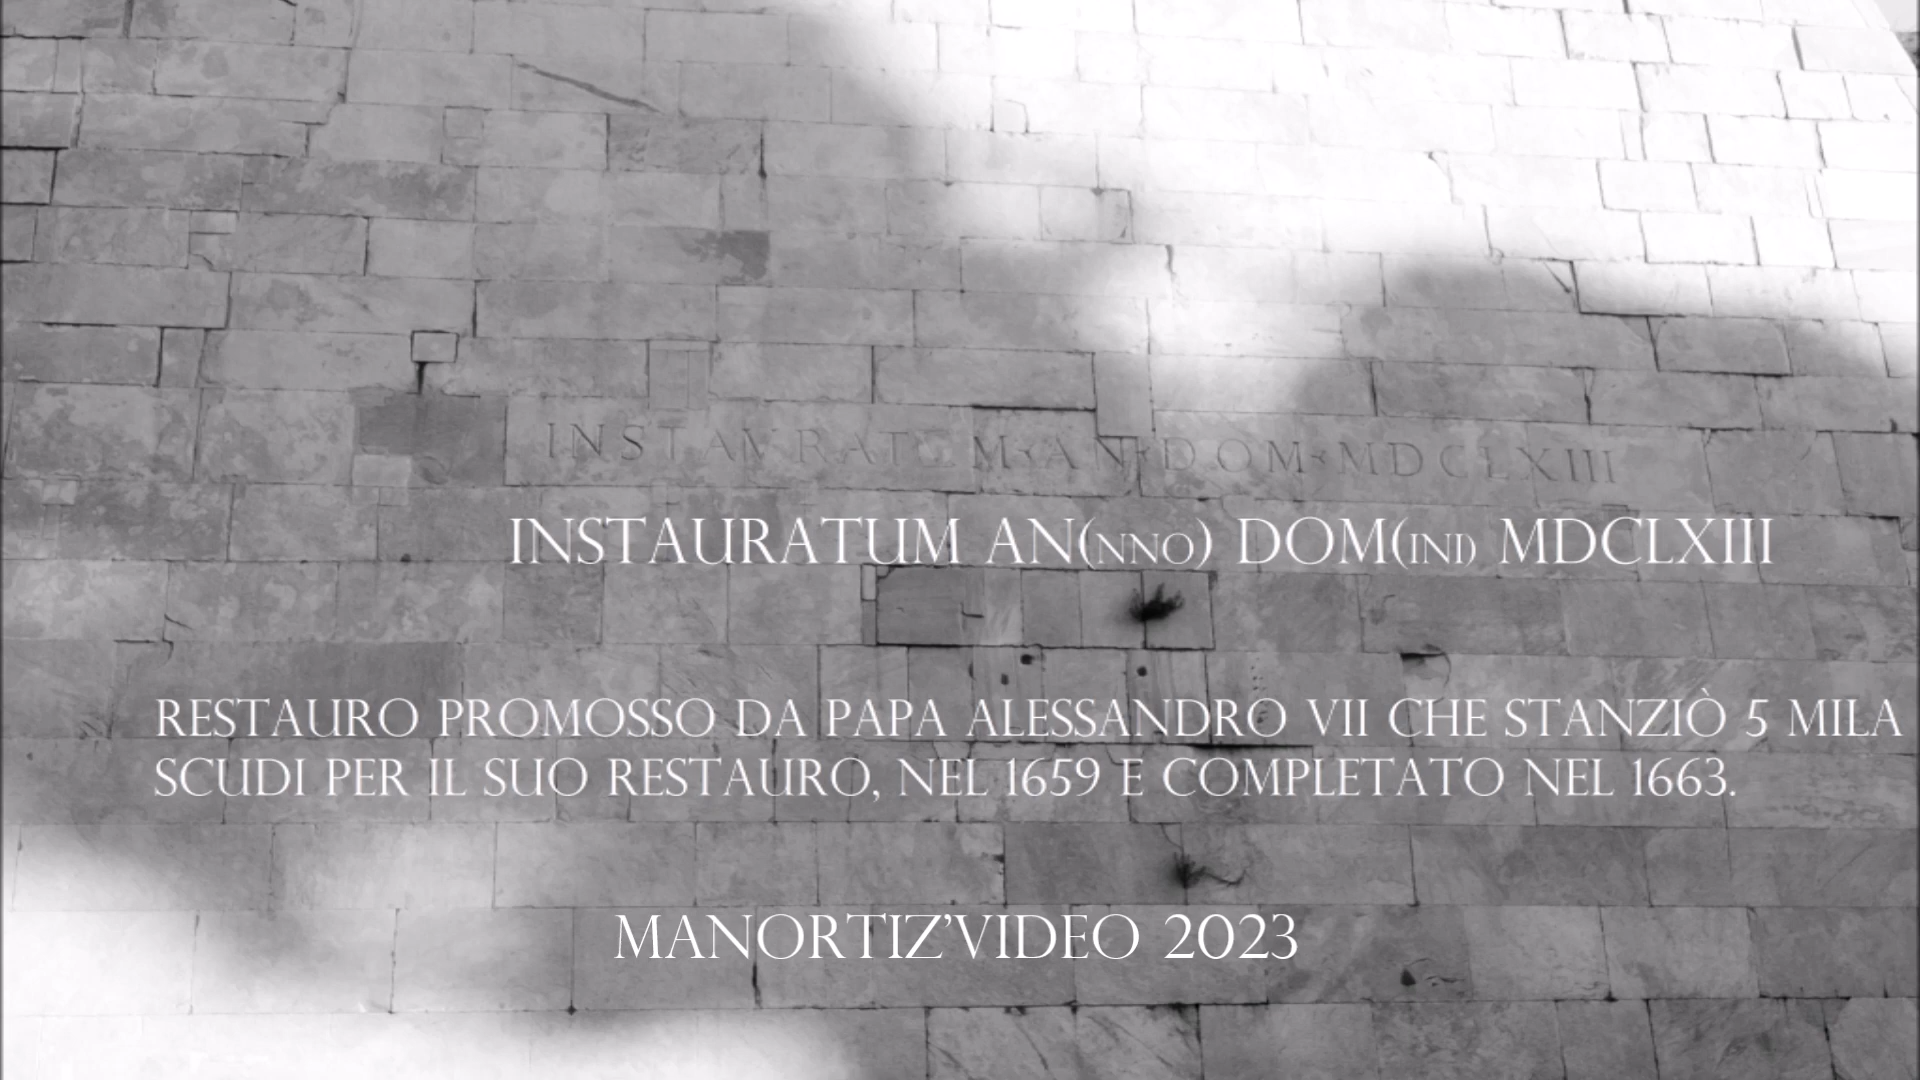 INSTAVRATUM·AN·DOM·MDCLXIII
INSTAURATUM AN(NNO) DOM(INI) MDCLXIII
RESTAURO PROMOSSO DA PAPA ALESSANDRO VII CHE STANZIÒ 5 MILA
SCUDI PER IL SUO RESTAURO, NEL 1659 E COMPLETATO NEL 1663.
MANORTIZ'VIDEO 2023